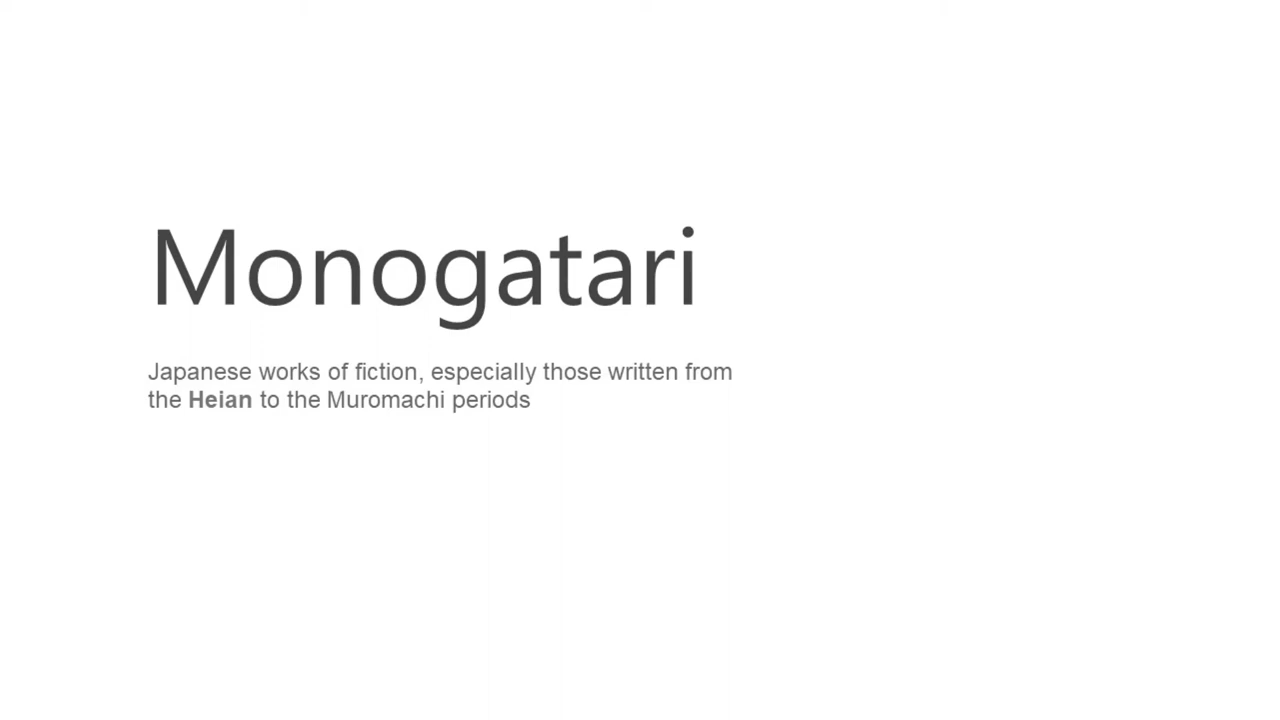 Monogatari
Japanese works of fiction, especially those written from
the Heian to the Muromachi periods